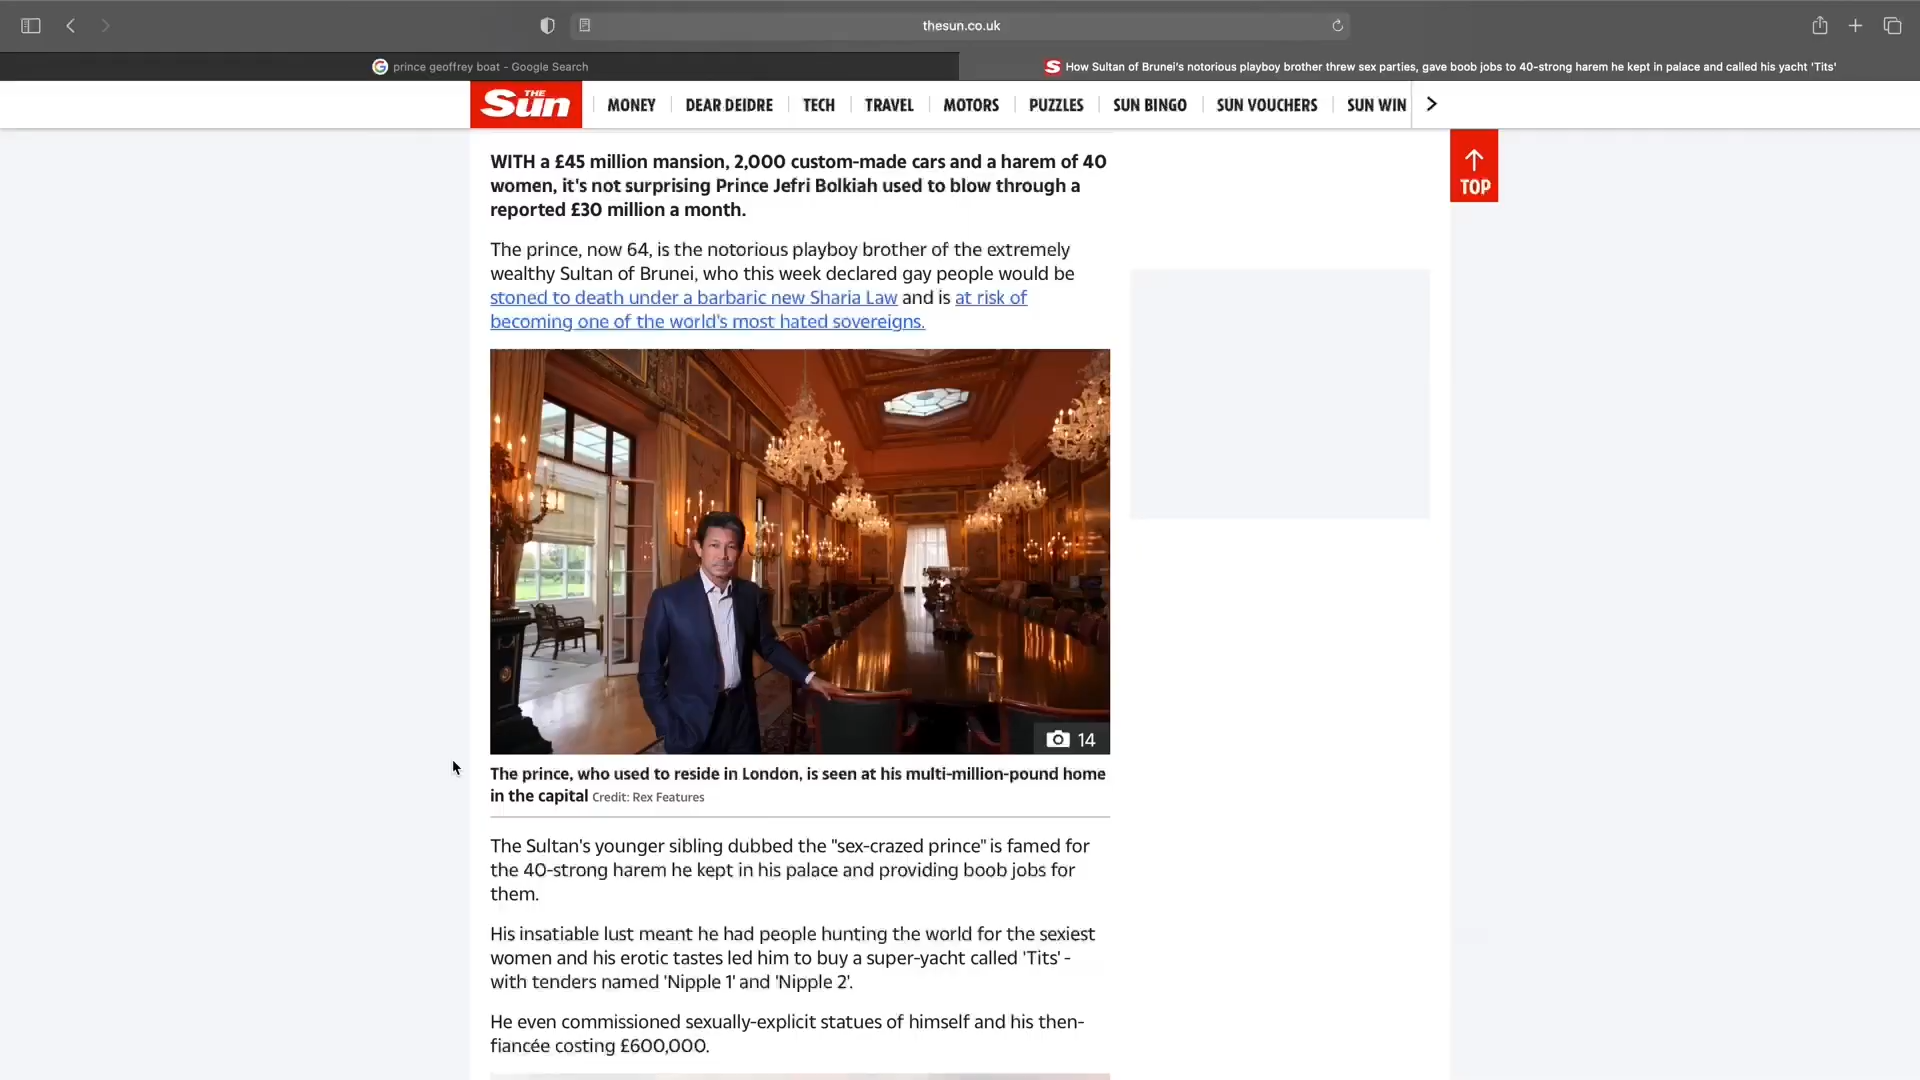 thesun.co.uk
prince geoffrey boat - Google Search
How Sultan of Brunei's notorious playboy brother threw sex parties, gave boob jobs to 40-strong harem he kept in palace and called his yacht 'Tits'
THE Sun MONEY DEAR DEIDRE TECH TRAVEL MOTORS PUZZLES SUN BINGO SUN VOUCHERS SUN WIN
TOP
WITH a £45 million mansion, 2,000 custom-made cars and a harem of 40
women, it's not surprising Prince Jefri Bolkiah used to blow through a
reported £30 million a month.
The prince, now 64, is the notorious playboy brother of the extremely
wealthy Sultan of Brunei, who this week declared gay people would be
stoned to death under a barbaric new Sharia Law and is at risk of
becoming one of the world's most hated sovereigns.
14
The prince, who used to reside in London, is seen at his multi-million-pound home
in the capital Credit: Rex Features
The Sultan's younger sibling dubbed the "sex-crazed prince" is famed for
the 40-strong harem he kept in his palace and providing boob jobs for
them.
His insatiable lust meant he had people hunting the world for the sexiest
women and his erotic tastes led him to buy a super-yacht called 'Tits' -
with tenders named 'Nipple 1' and 'Nipple 2'.
He even commissioned sexually-explicit statues of himself and his then-
fiancée costing £600,000.